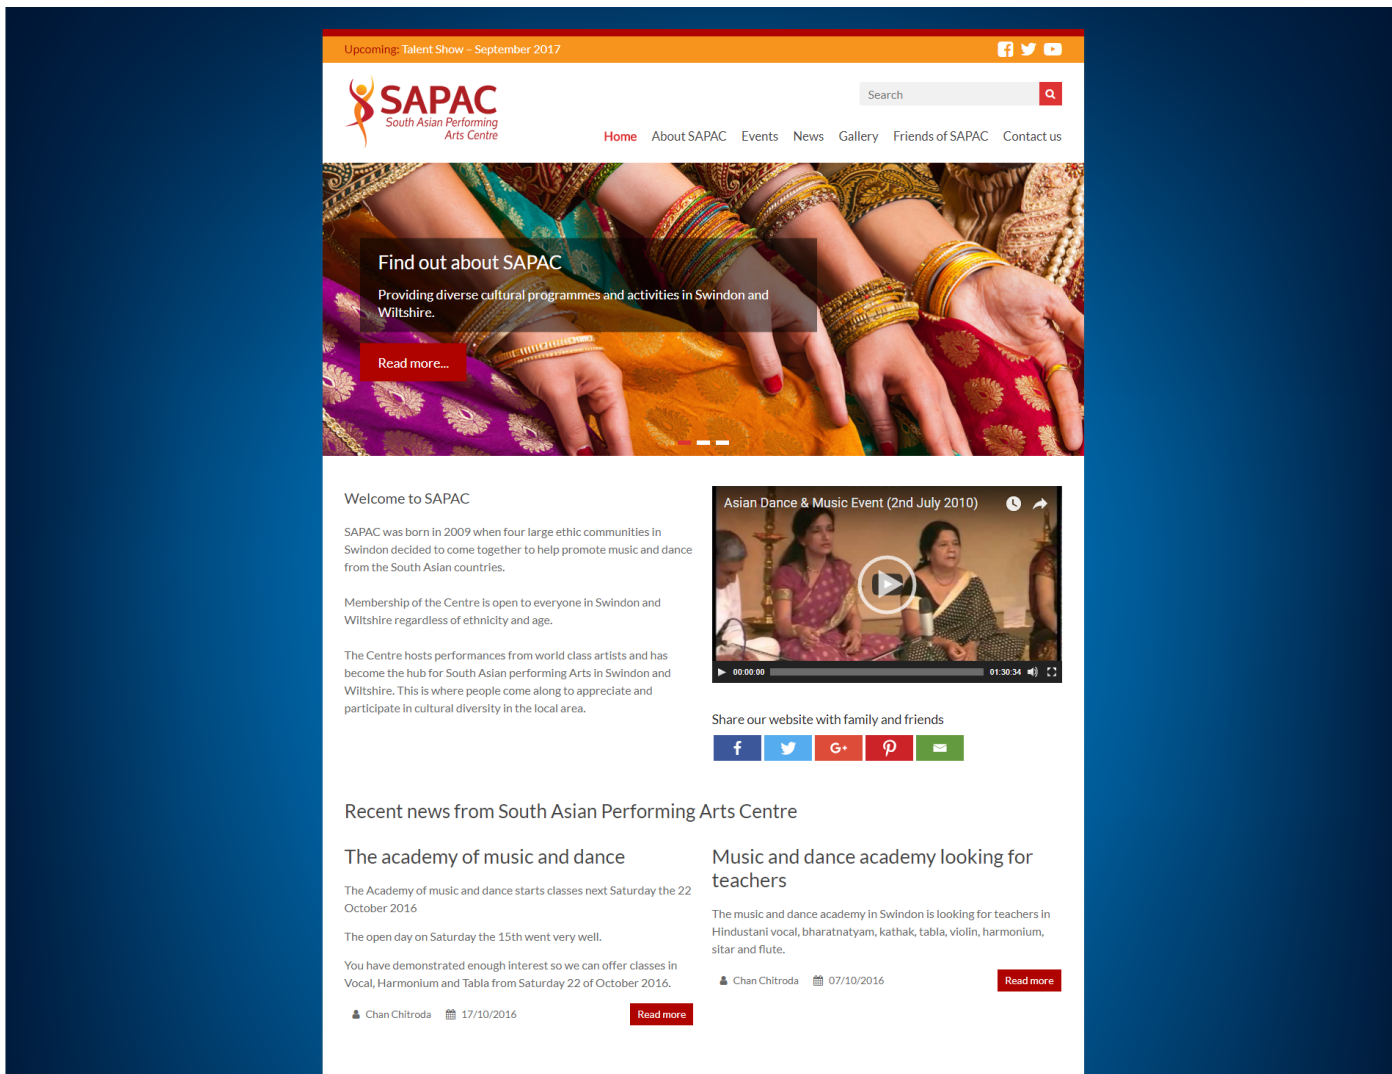 Upcoming: Talent Show – September 2017
SAPAC
South Asian Performing
Arts Centre
Search
Home About SAPAC Events News Gallery Friends of SAPAC Contact us
Find out about SAPAC
Providing diverse cultural programmes and activities in Swindon and
Wiltshire.
Read more...
Welcome to SAPAC
SAPAC was born in 2009 when four large ethic communities in
Swindon decided to come together to help promote music and dance
from the South Asian countries.
Membership of the Centre is open to everyone in Swindon and
Wiltshire regardless of ethnicity and age.
The Centre hosts performances from world class artists and has
become the hub for South Asian performing Arts in Swindon and
Wiltshire. This is where people come along to appreciate and
participate in cultural diversity in the local area.
Asian Dance & Music Event (2nd July 2010)
00:00:00 01:30:34
Share our website with family and friends
Recent news from South Asian Performing Arts Centre
The academy of music and dance
The Academy of music and dance starts classes next Saturday the 22
October 2016
The open day on Saturday the 15th went very well.
You have demonstrated enough interest so we can offer classes in
Vocal, Harmonium and Tabla from Saturday 22 of October 2016.
Chan Chitroda 17/10/2016 Read more
Music and dance academy looking for
teachers
The music and dance academy in Swindon is looking for teachers in
Hindustani vocal, bharatnatyam, kathak, tabla, violin, harmonium,
sitar and flute.
Chan Chitroda 07/10/2016 Read more